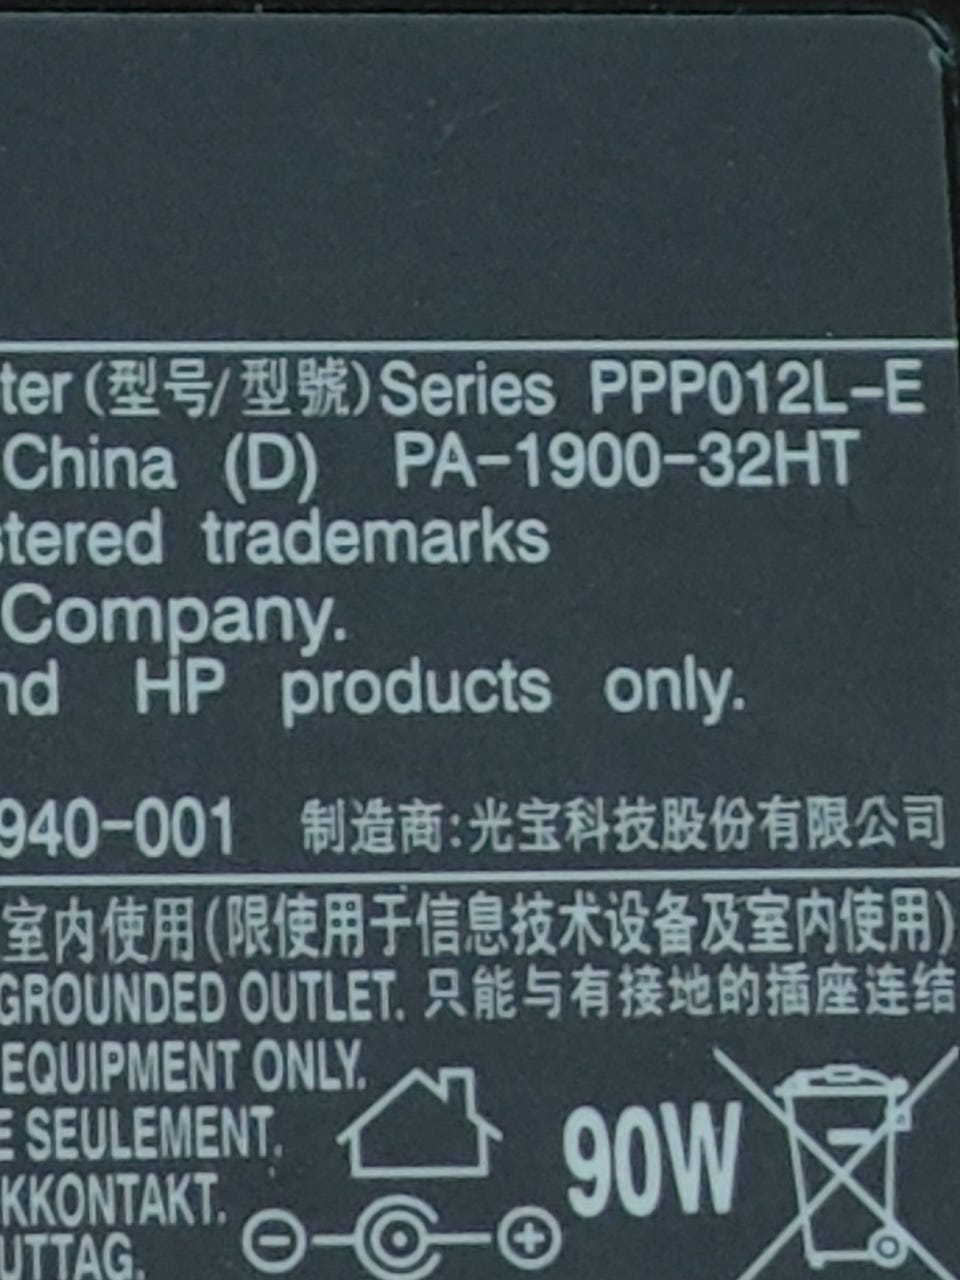 ter(型号/型號)Series PPP012L-E
China (D) PA-1900-32HT
stered trademarks
Company.
nd HP products only.
940-001 制造商:光宝科技股份有限公司
室内使用(限使用于信息技术设备及室内使用)
GROUNDED OUTLET. 只能与有接地的插座连结
EQUIPMENT ONLY.
E SEULEMENT.
KKONTAKT.
UTTAG.
90W